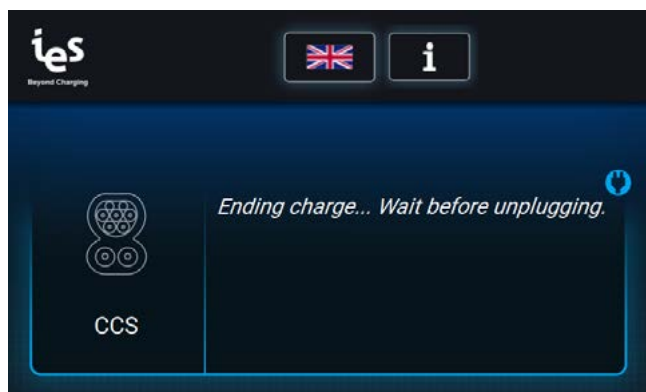 ies
Beyond Charging
i
Ending charge... Wait before unplugging.
CCS